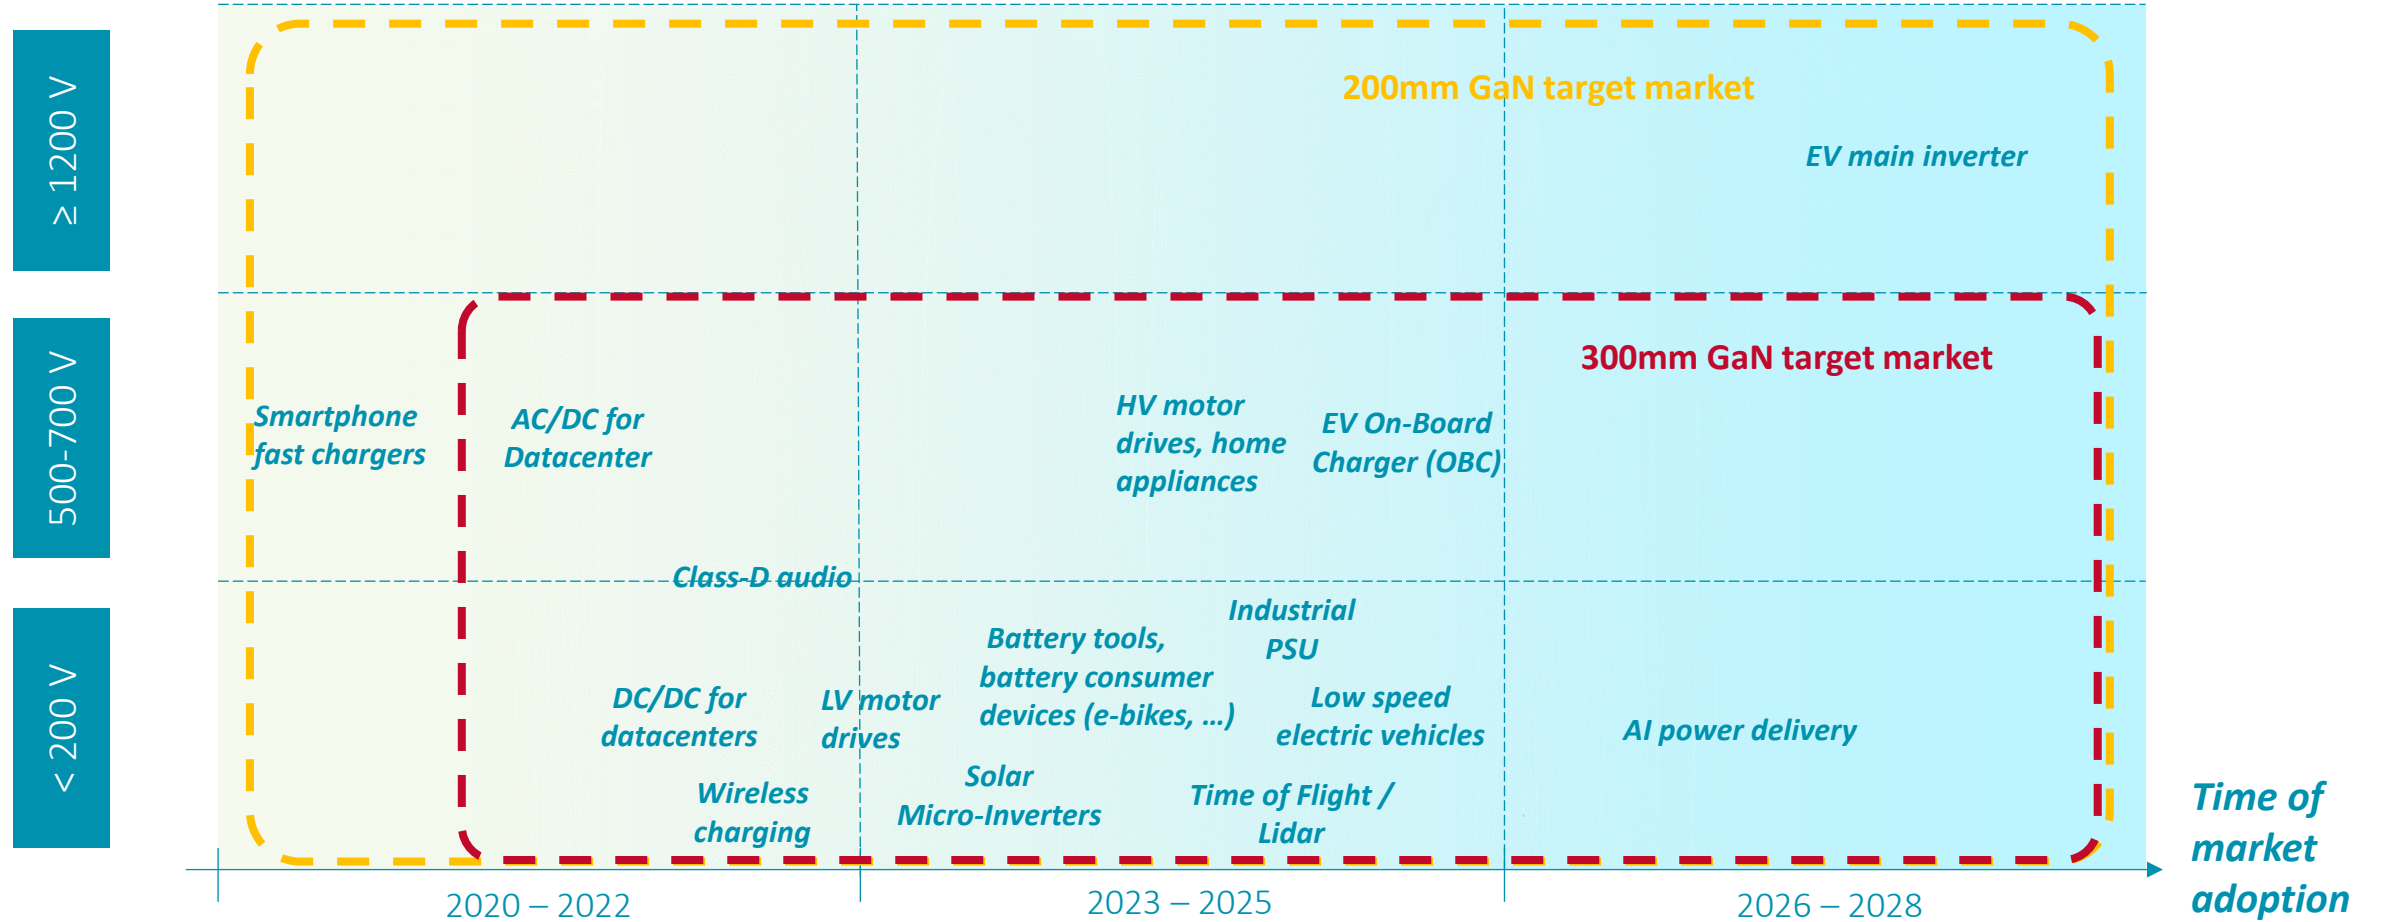 ≥ 1200 V
200mm GaN target market
EV main inverter
500-700 V
300mm GaN target market
Smartphone
fast chargers
AC/DC for
Datacenter
HV motor
drives, home
appliances
EV On-Board
Charger (OBC)
Class-D audio
< 200 V
Industrial
PSU
Battery tools,
battery consumer
devices (e-bikes, ...)
DC/DC for
datacenters
LV motor
drives
Low speed
electric vehicles
AI power delivery
Wireless
charging
Solar
Micro-Inverters
Time of Flight /
Lidar
Time of
market
adoption
2020 – 2022
2023 – 2025
2026 – 2028